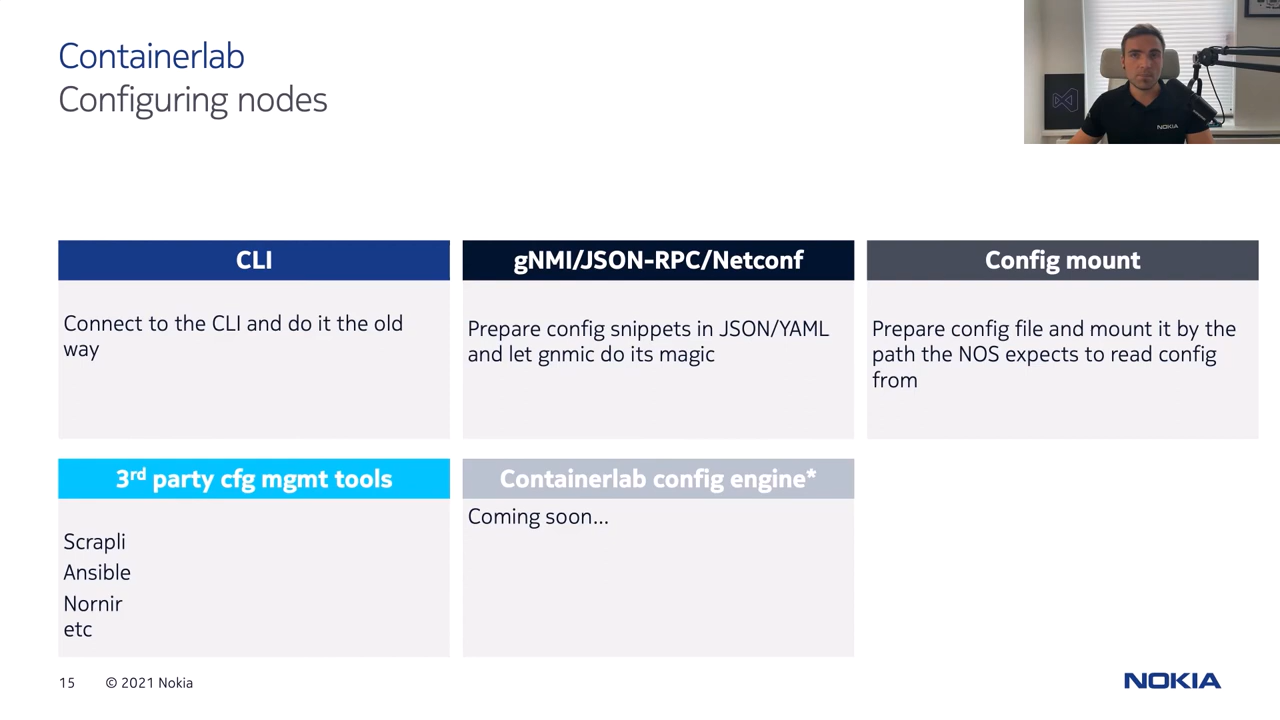 Containerlab
Configuring nodes
NOKIA
CLI
Connect to the CLI and do it the old
way
gNMI/JSON-RPC/Netconf
Prepare config snippets in JSON/YAML
and let gnmic do its magic
Config mount
Prepare config file and mount it by the
path the NOS expects to read config
from
3rd party cfg mgmt tools
Scrapli
Ansible
Nornir
etc
Containerlab config engine*
Coming soon...
15 © 2021 Nokia
NOKIA